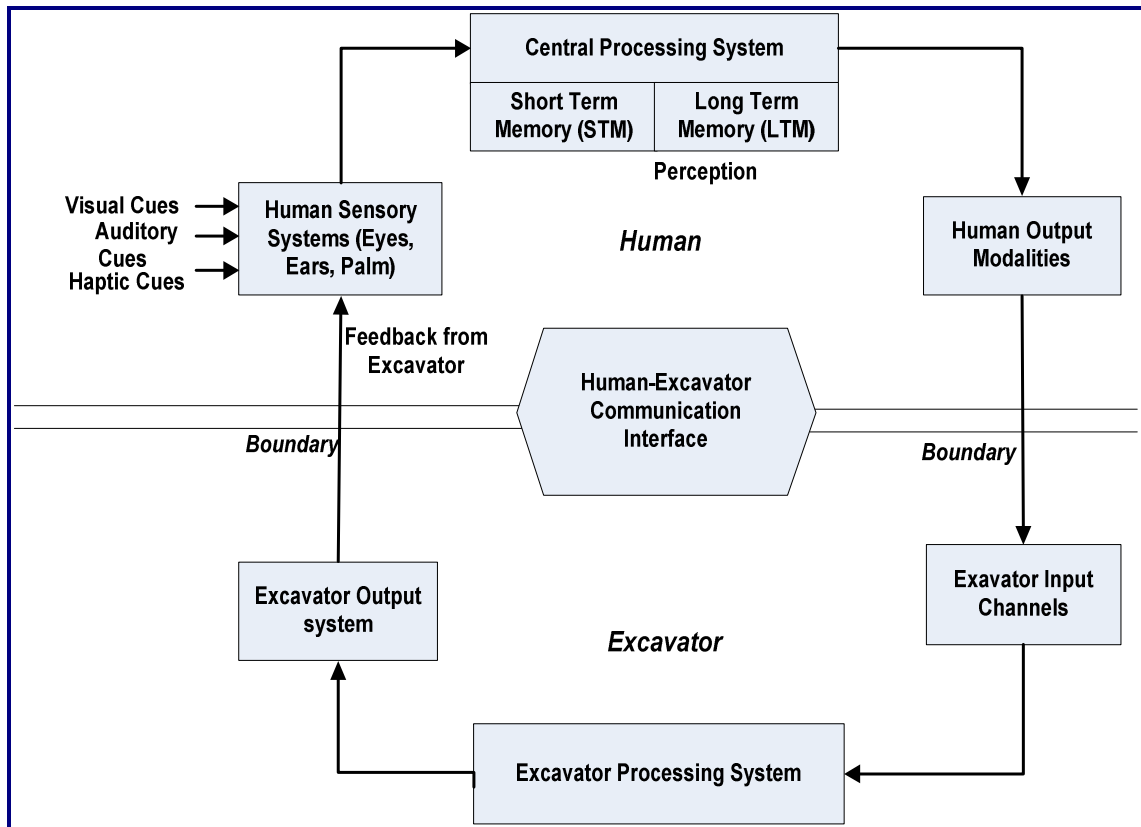 Central Processing System
Short Term
Memory (STM)
Long Term
Memory (LTM)
Perception
Visual Cues
Auditory
Cues
Haptic Cues
Human Sensory
Systems (Eyes,
Ears, Palm)
Human
Human Output
Modalities
Feedback from
Excavator
Human-Excavator
Communication
Interface
Boundary
Boundary
Excavator Output
system
Exavator Input
Channels
Excavator
Excavator Processing System